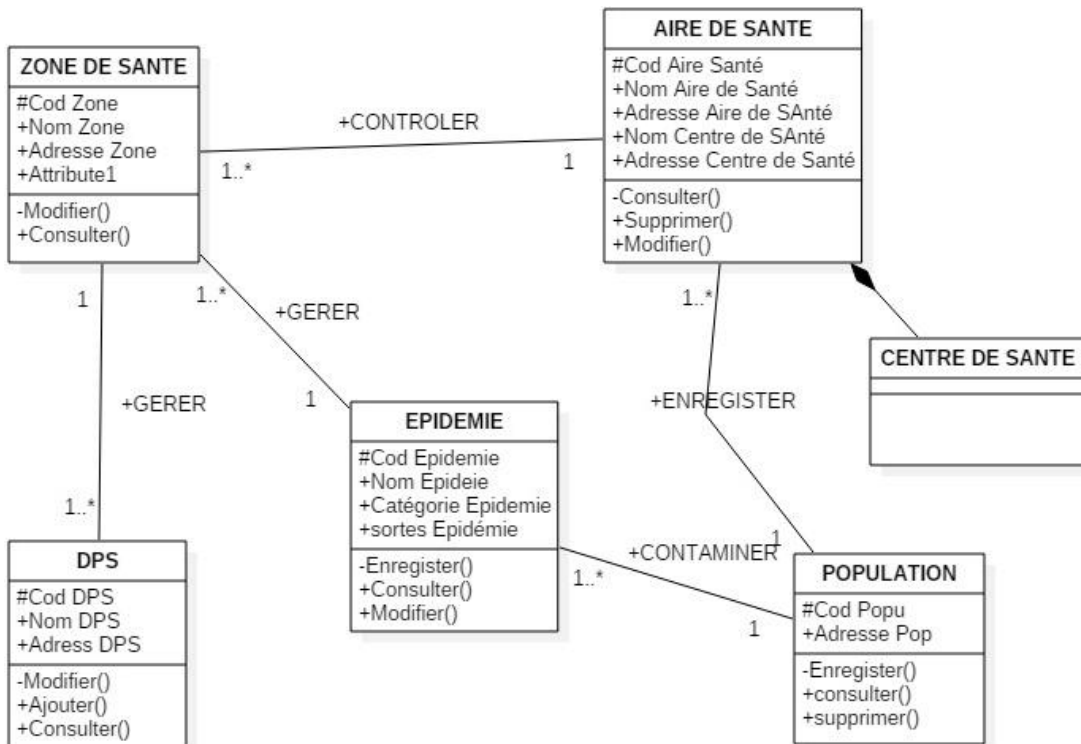 ZONE DE SANTE
#Cod Zone
+Nom Zone
+Adresse Zone
+Attribute1
-Modifier()
+Consulter()
+CONTROLER
1..*
1
AIRE DE SANTE
#Cod Aire Santé
+Nom Aire de Santé
+Adresse Aire de SAnté
+Nom Centre de SAnté
+Adresse Centre de Santé
-Consulter()
+Supprimer()
+Modifier()
1
1..*
+GERER
1
1..*
CENTRE DE SANTE
+GERER
1..*
+ENREGISTER
1
EPIDEMIE
#Cod Epidemie
+Nom Epideie
+Catégorie Epidemie
+sortes Epidémie
-Enregister()
+Consulter()
+Modifier()
+CONTAMINER
1..*
1
DPS
#Cod DPS
+Nom DPS
+Adress DPS
-Modifier()
+Ajouter()
+Consulter()
POPULATION
#Cod Popu
+Adresse Pop
-Enregister()
+consulter()
+supprimer()